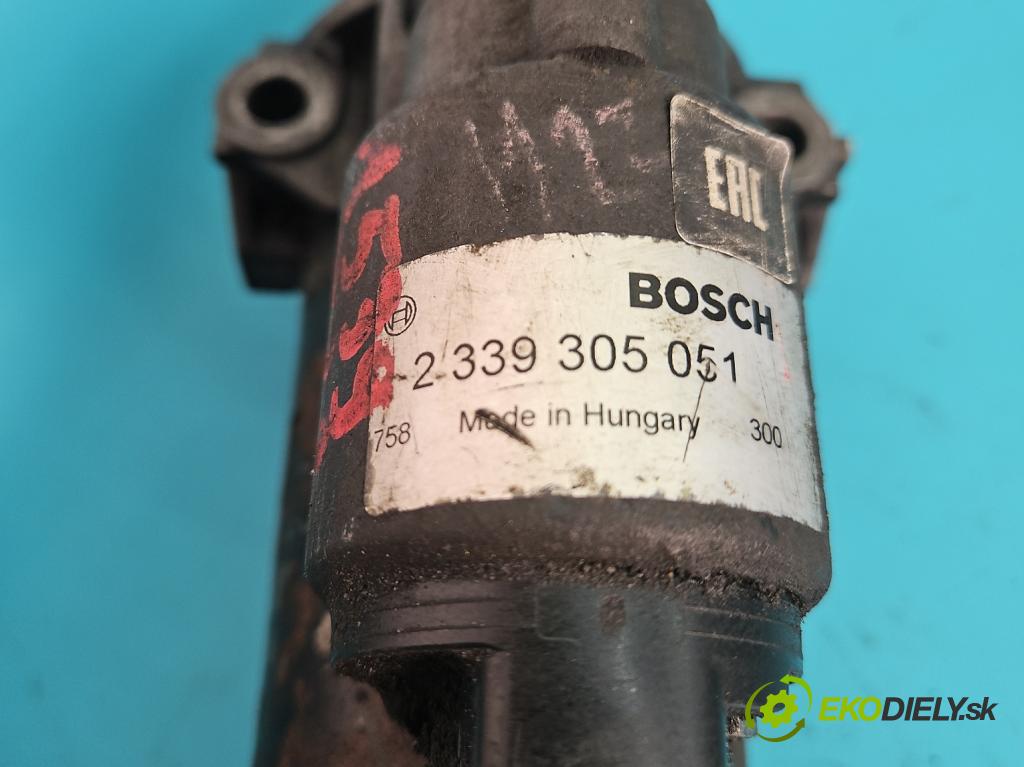 EAC
BOSCH
2 339 305 051
Made in Hungary
758
300
EKODIELY.sk